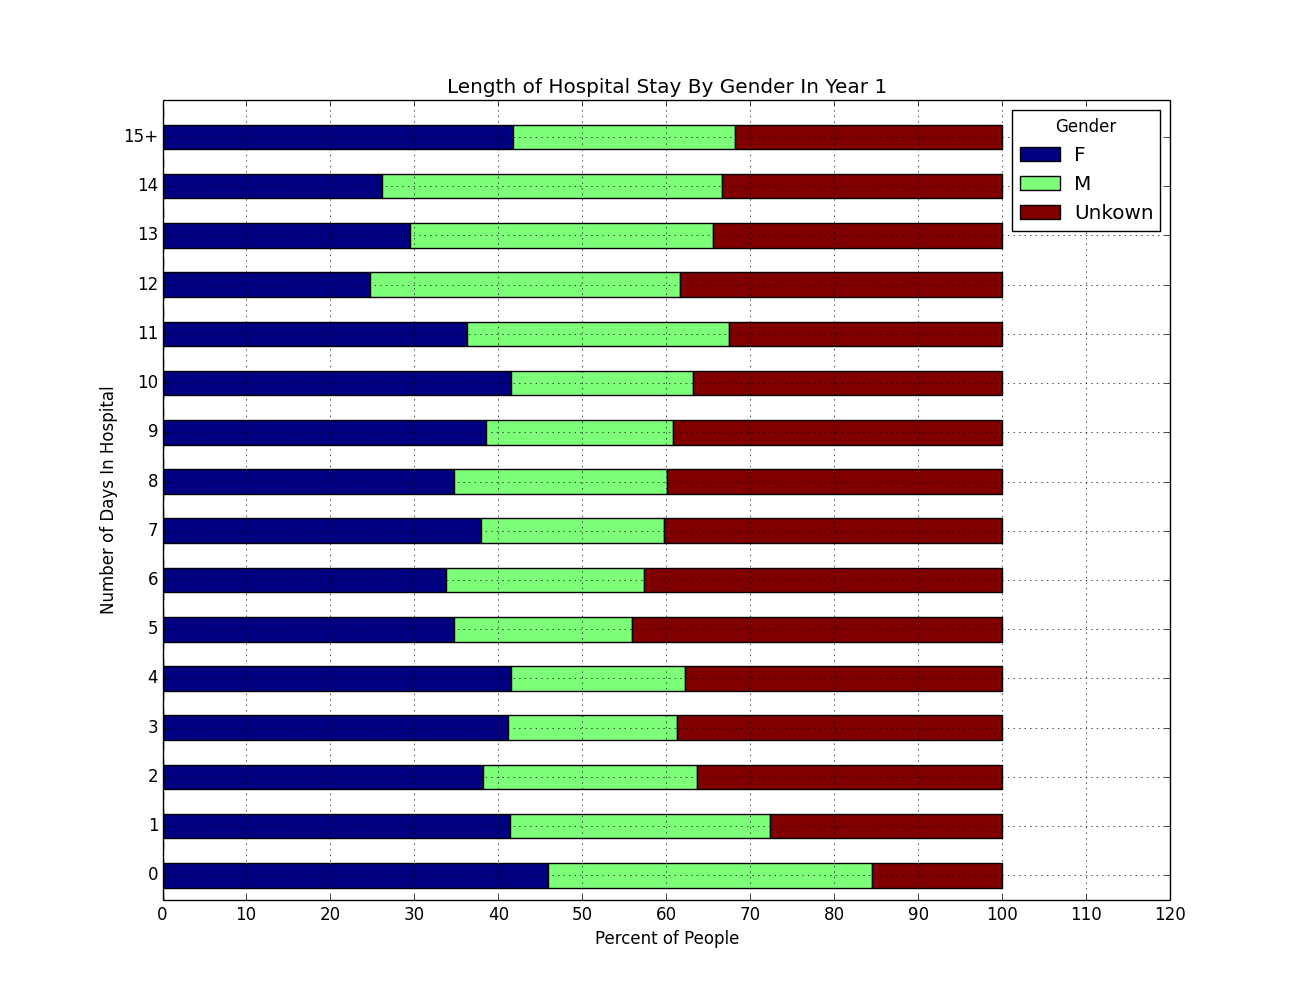 Length of Hospital Stay By Gender In Year 1
Gender
F
M
Unkown
15+
14
13
12
11
10
9
8
7
6
5
4
3
2
1
0
Number of Days In Hospital
0 10 20 30 40 50 60 70 80 90 100 110 120
Percent of People